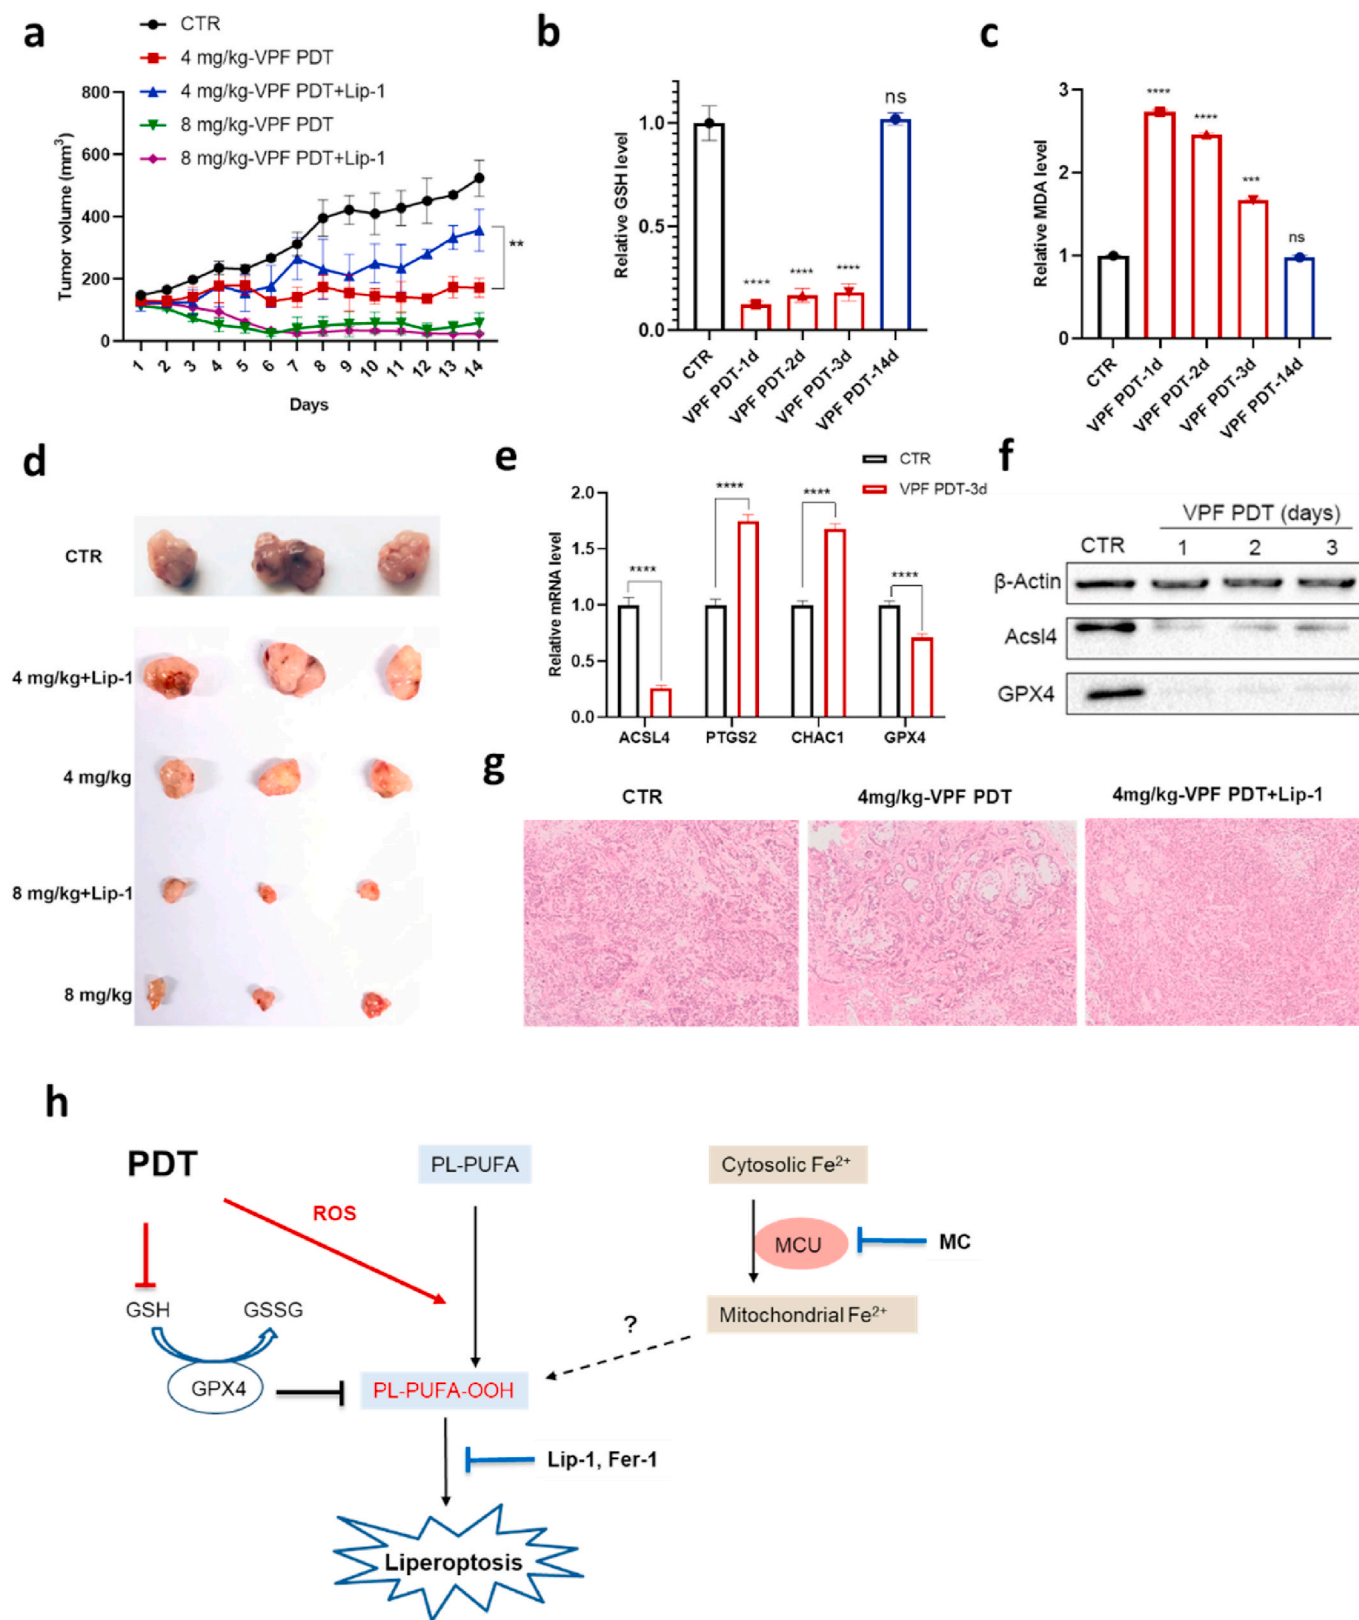 a
CTR
4 mg/kg-VPF PDT
4 mg/kg-VPF PDT+Lip-1
8 mg/kg-VPF PDT
8 mg/kg-VPF PDT+Lip-1
Tumor volume (mm³)
800
600
400
200
0
**
1 2 3 4 5 6 7 8 9 10 11 12 13 14
Days
b
Relative GSH level
1.0
0.5
0.0
**** **** **** ns
CTR
VPF PDT-1d
VPF PDT-2d
VPF PDT-3d
VPF PDT-14d
c
Relative MDA level
3
2
1
0
**** **** *** ns
CTR
VPF PDT-1d
VPF PDT-2d
VPF PDT-3d
VPF PDT-14d
d
CTR
4 mg/kg+Lip-1
4 mg/kg
8 mg/kg+Lip-1
8 mg/kg
e
CTR
VPF PDT-3d
Relative mRNA level
2.0
1.5
1.0
0.5
0.0
**** **** **** ****
ACSL4 PTGS2 CHAC1 GPX4
f
VPF PDT (days)
CTR 1 2 3
β-Actin
Acsl4
GPX4
g
CTR
4mg/kg-VPF PDT
4mg/kg-VPF PDT+Lip-1
h
PDT
PL-PUFA
Cytosolic Fe²⁺
ROS
MCU
MC
GSH
GSSG
Mitochondrial Fe²⁺
?
GPX4
PL-PUFA-OOH
Lip-1, Fer-1
Liperoptosis